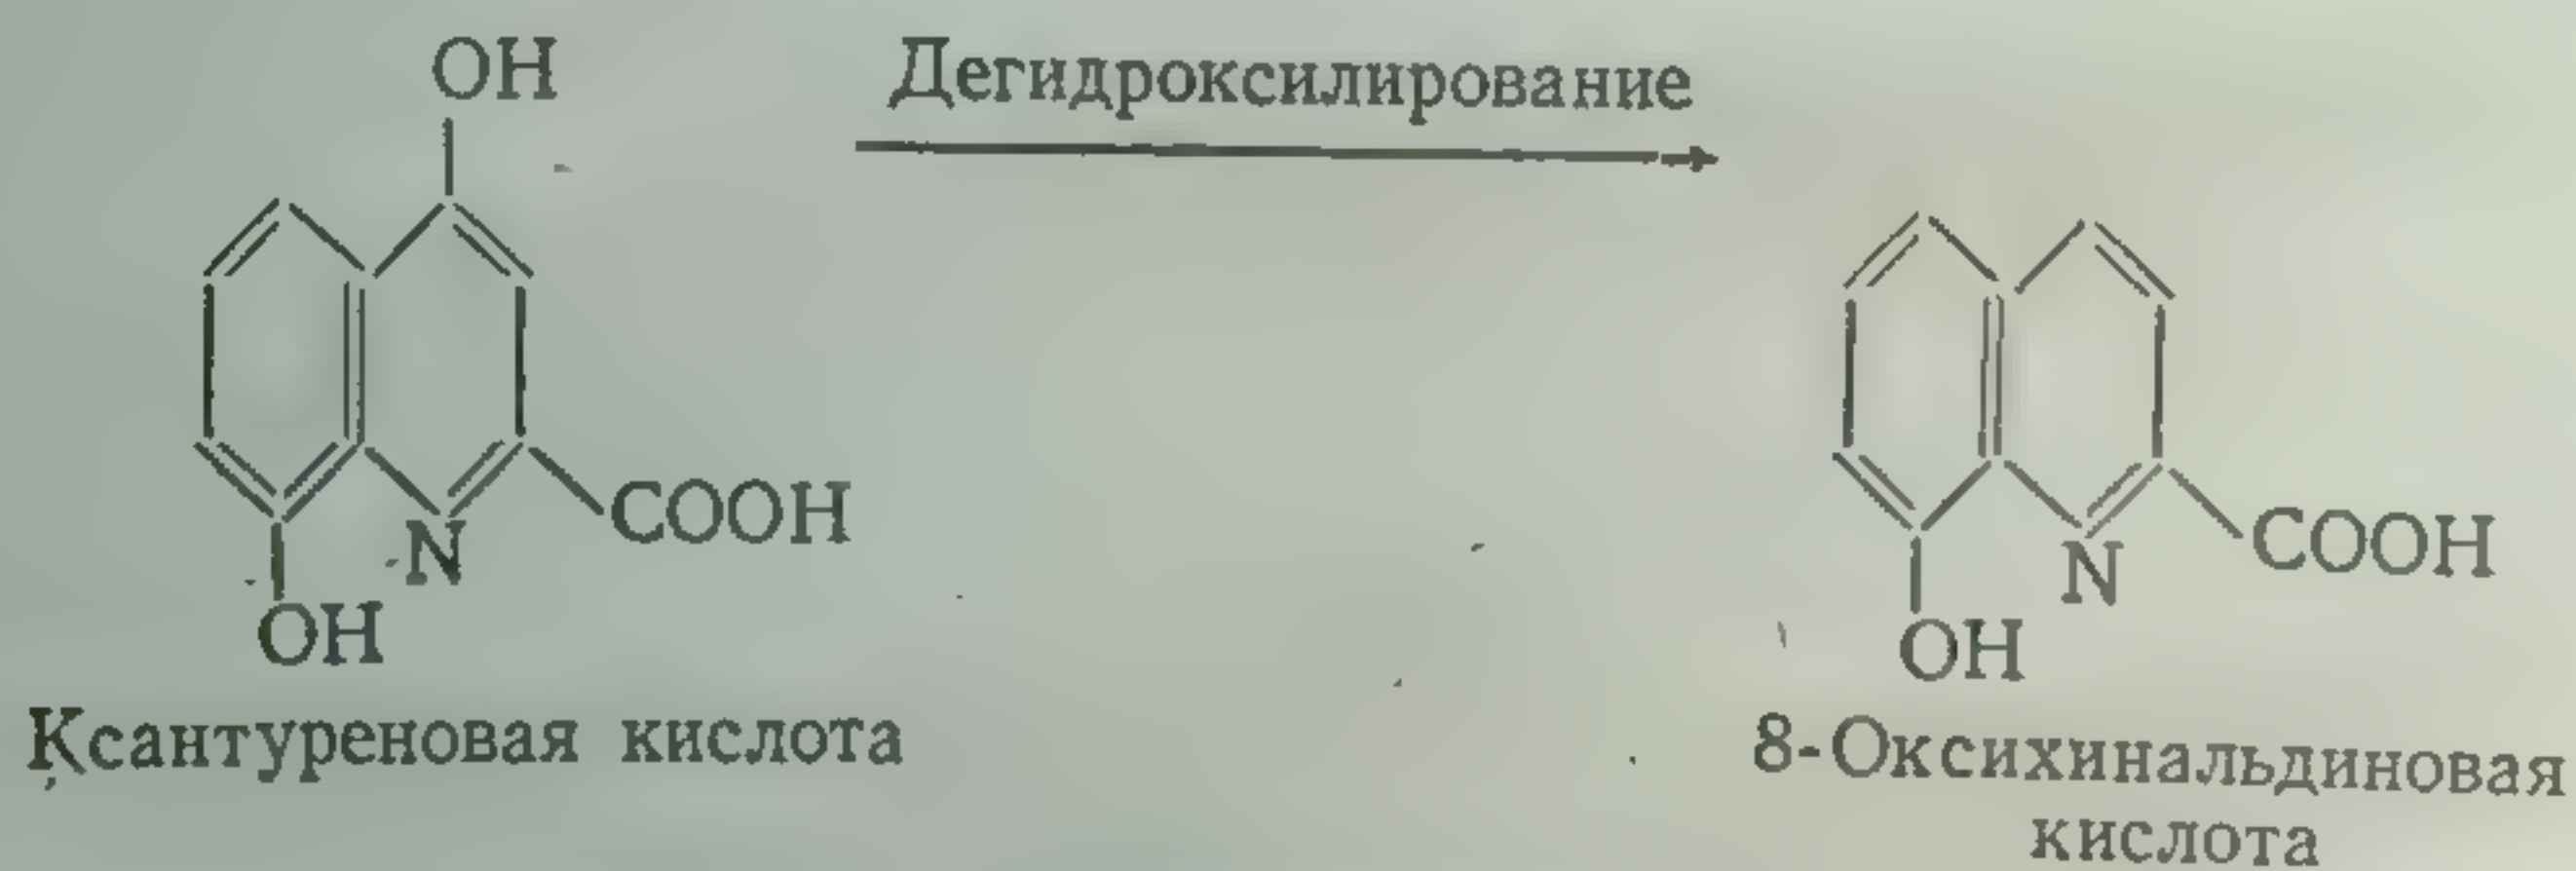 OH
Дегидроксилирование
COOH
N
OH
COOH
N
OH
Ксантуреновая кислота
8-Оксихинальдиновая
кислота